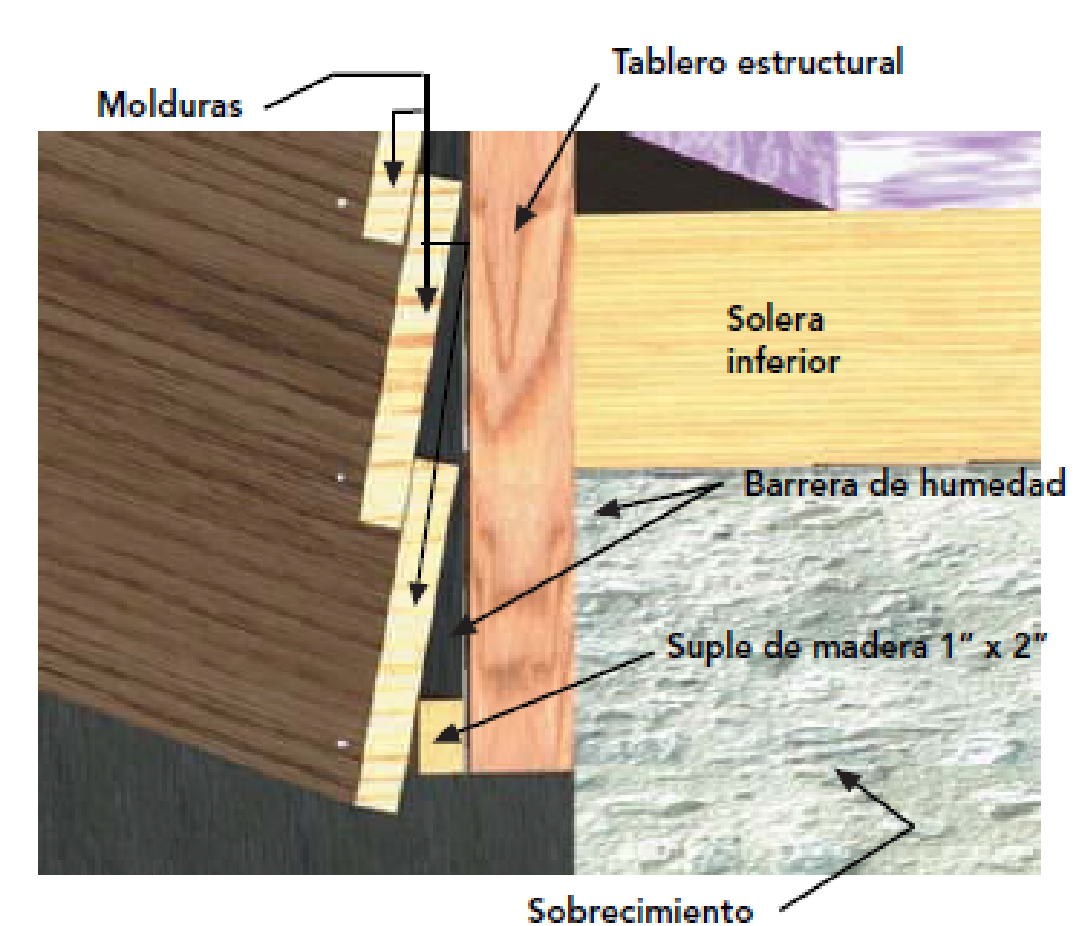 Tablero estructural
Molduras
Solera
inferior
Barrera de humedad
Suple de madera 1” x 2”
Sobrecimiento